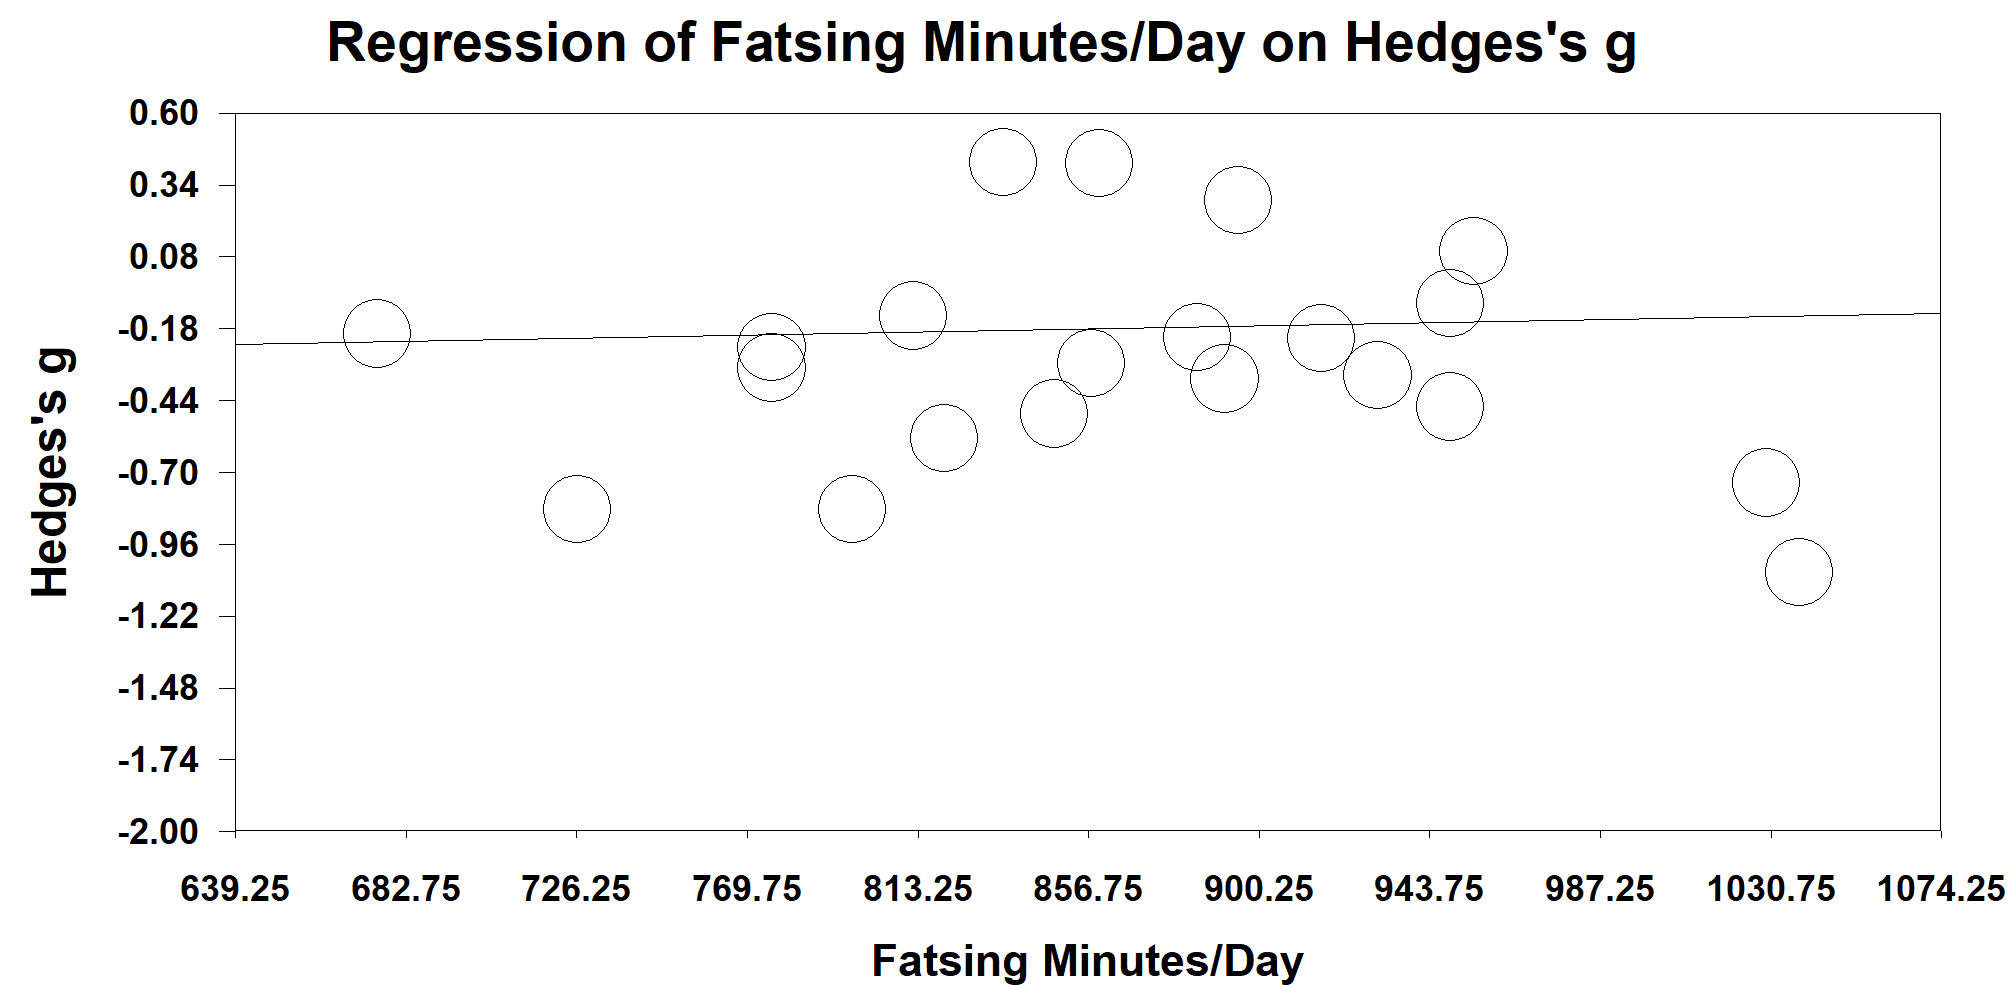 Regression of Fatsing Minutes/Day on Hedges's g
0.60
0.34
0.08
-0.18
-0.44
-0.70
-0.96
-1.22
-1.48
-1.74
-2.00
Hedges's g
639.25 682.75 726.25 769.75 813.25 856.75 900.25 943.75 987.25 1030.75 1074.25
Fatsing Minutes/Day